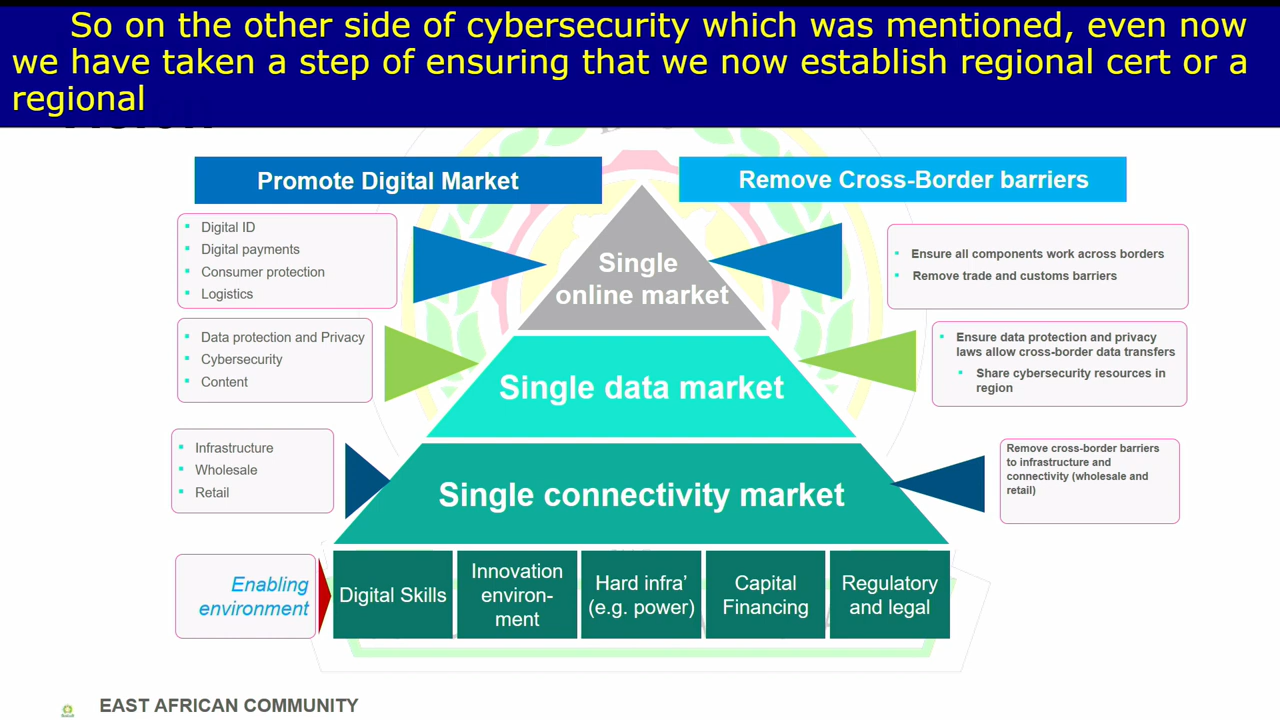 So on the other side of cybersecurity which was mentioned, even now
we have taken a step of ensuring that we now establish regional cert or a
regional
Promote Digital Market
Remove Cross-Border barriers
Digital ID
Digital payments
Consumer protection
Logistics
Single
online market
Ensure all components work across borders
Remove trade and customs barriers
Data protection and Privacy
Cybersecurity
Content
Single data market
Ensure data protection and privacy
laws allow cross-border data transfers
Share cybersecurity resources in
region
Infrastructure
Wholesale
Retail
Single connectivity market
Remove cross-border barriers
to infrastructure and
connectivity (wholesale and
retail)
Enabling
environment
Digital Skills
Innovation
environ-
ment
Hard infra’
(e.g. power)
Capital
Financing
Regulatory
and legal
EAST AFRICAN COMMUNITY